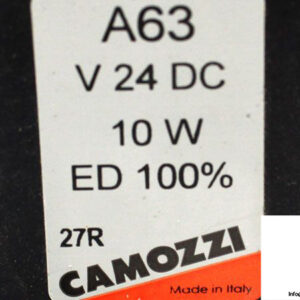 A63
V 24 DC
10 W
ED 100%
27R
CAMOZZI
Made in Italy